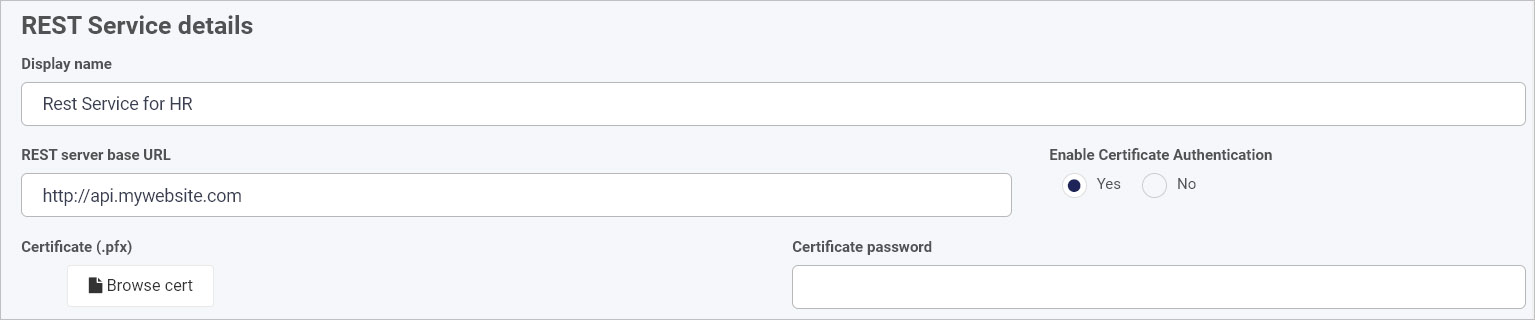 REST Service details
Display name
Rest Service for HR
REST server base URL
Enable Certificate Authentication
http://api.mywebsite.com
Yes
No
Certificate (.pfx)
Certificate password
Browse cert